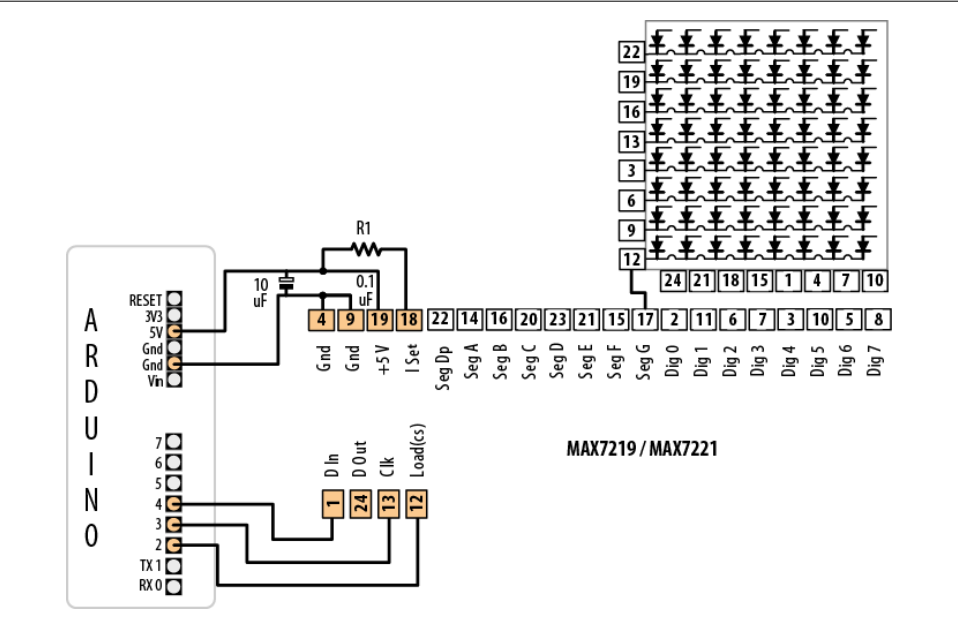 22
19
16
13
3
6
9
12
24 21 18 15 1 4 7 10
R1
10 uF
0.1 uF
ARDUINO
RESET
3V3
5V
Gnd
Gnd
Vin
7
6
5
4
3
2
TX 1
RX 0
4 9 19 18 22 14 16 20 23 21 15 17 2 11 6 7 3 10 5 8
Gnd
Gnd
+5 V
I Set
Seg Dp
Seg A
Seg B
Seg C
Seg D
Seg E
Seg F
Seg G
Dig 0
Dig 1
Dig 2
Dig 3
Dig 4
Dig 5
Dig 6
Dig 7
MAX7219 / MAX7221
D In
D Out
Clk
Load(cs)
1 24 13 12